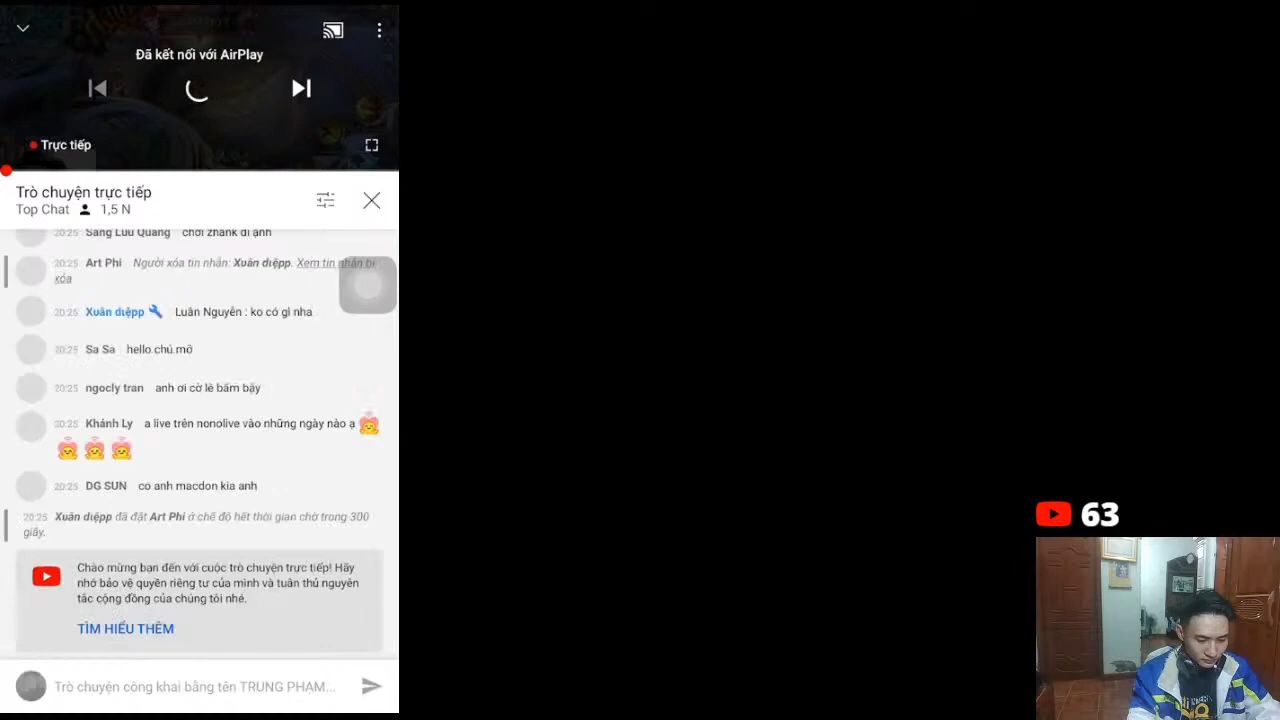 Đã kết nối với AirPlay
Trực tiếp
Trò chuyện trực tiếp
Top Chat 1,5 N
20:25 Sang Luu Quang chơi zhank đi ạnh
20:25 Art Phi Người xóa tin nhắn: Xuân diệpp. Xem tin nhắn bị
xóa
20:25 Xuân diệpp Luân Nguyễn : ko có gì nha
20:25 Sa Sa hello chú mỡ
20:25 ngocly tran anh ơi cờ lê bấm bậy
20:25 Khánh Ly a live trên nonolive vào những ngày nào ạ
20:25 DG SUN co anh macdon kia anh
20:25 Xuân diệpp đã đặt Art Phi ở chế độ hết thời gian chờ trong 300
giây.
Chào mừng bạn đến với cuộc trò chuyện trực tiếp! Hãy
nhớ bảo vệ quyền riêng tư của mình và tuân thủ nguyên
tắc cộng đồng của chúng tôi nhé.
TÌM HIỂU THÊM
Trò chuyện công khai bằng tên TRUNG PHAM...
63